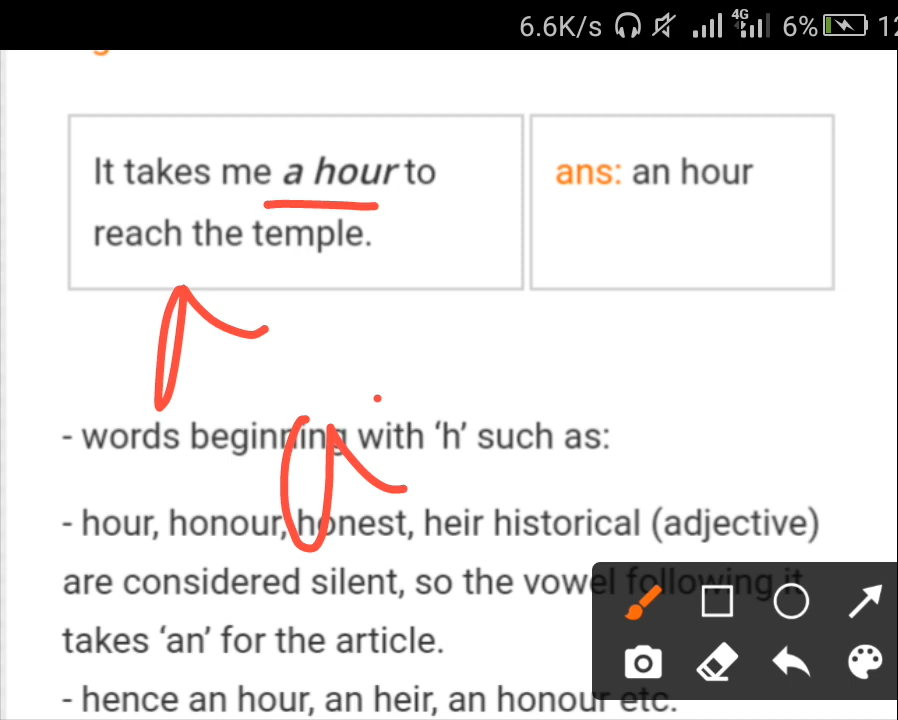 6.6K/s 4G 6%
It takes me a hour to
reach the temple.
ans: an hour
a
a
- words beginning with ‘h’ such as:
- hour, honour, honest, heir historical (adjective)
are considered silent, so the vowel following it
takes ‘an’ for the article.
- hence an hour, an heir, an honour etc.